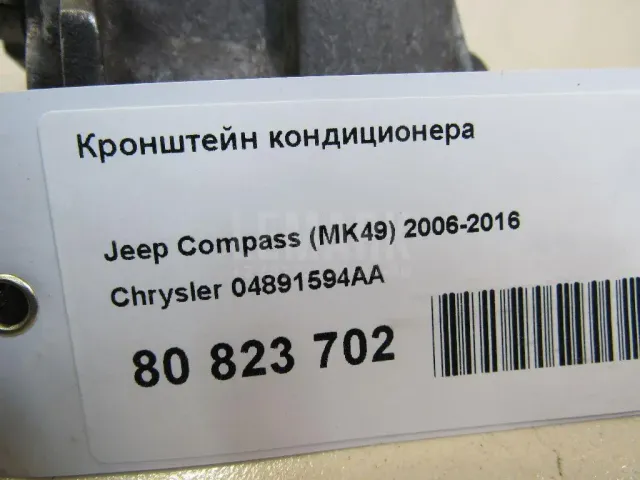 Кронштейн кондиционера
Jeep Compass (MK49) 2006-2016
Chrysler 04891594AA
80 823 702